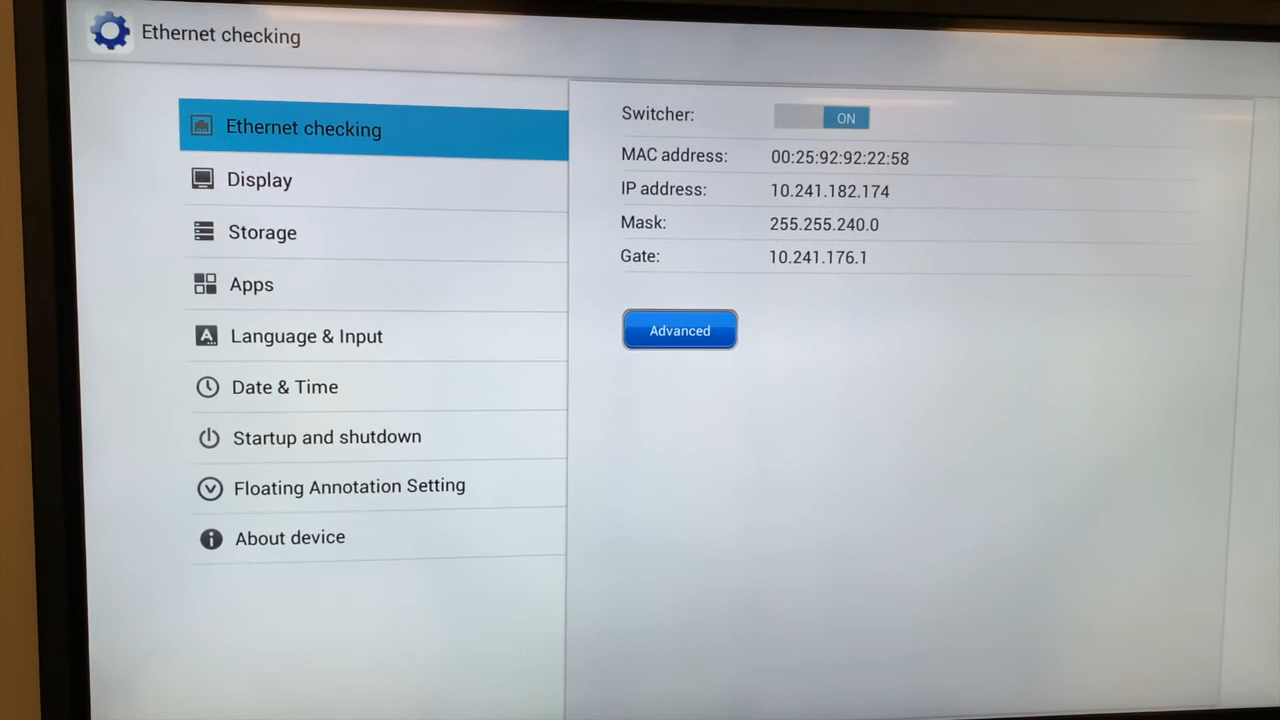 Ethernet checking
Ethernet checking
Display
Storage
Apps
Language & Input
Date & Time
Startup and shutdown
Floating Annotation Setting
About device
Switcher: ON
MAC address: 00:25:92:92:22:58
IP address: 10.241.182.174
Mask: 255.255.240.0
Gate: 10.241.176.1
Advanced